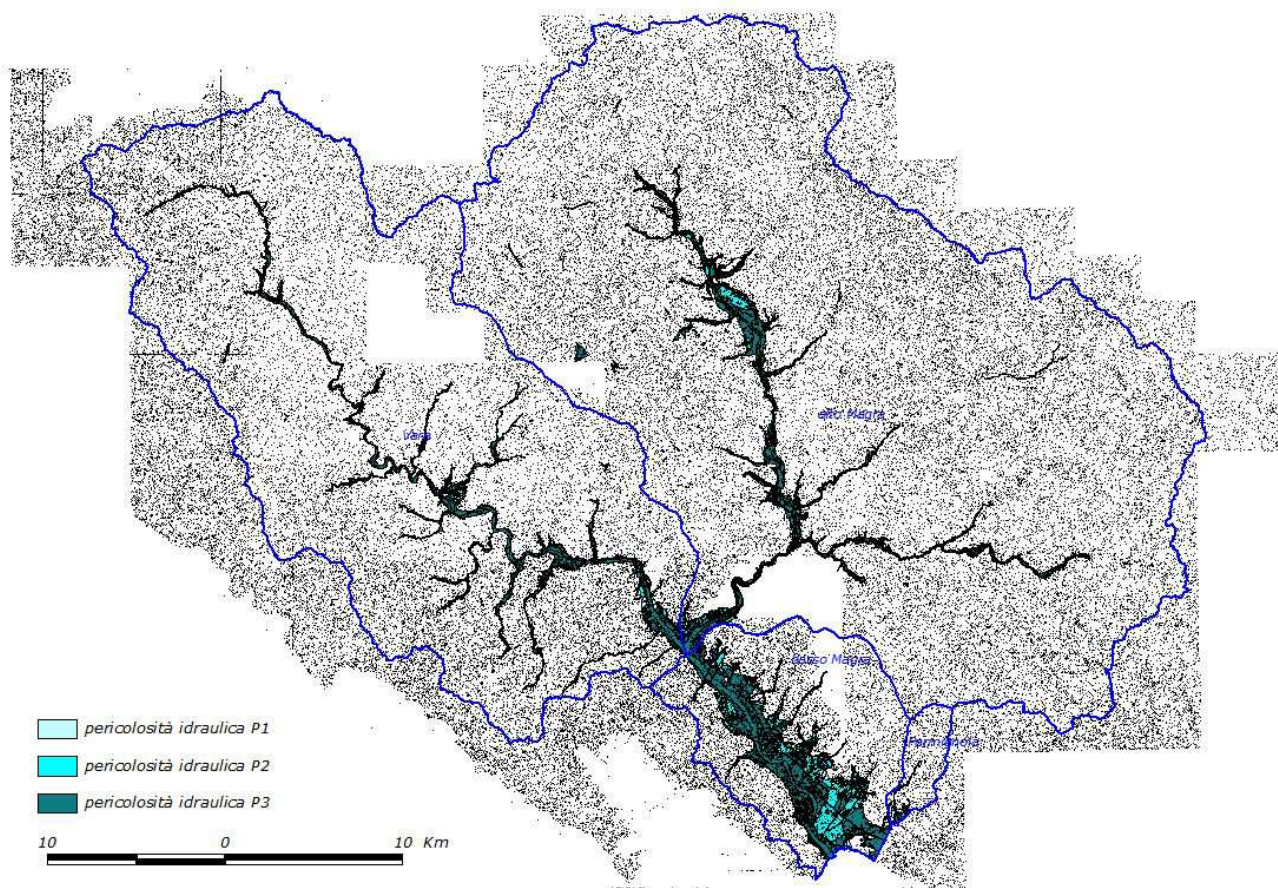 alto Magra
Vara
basso Magra
Parmignola
pericolosità idraulica P1
pericolosità idraulica P2
pericolosità idraulica P3
10 0 10 Km